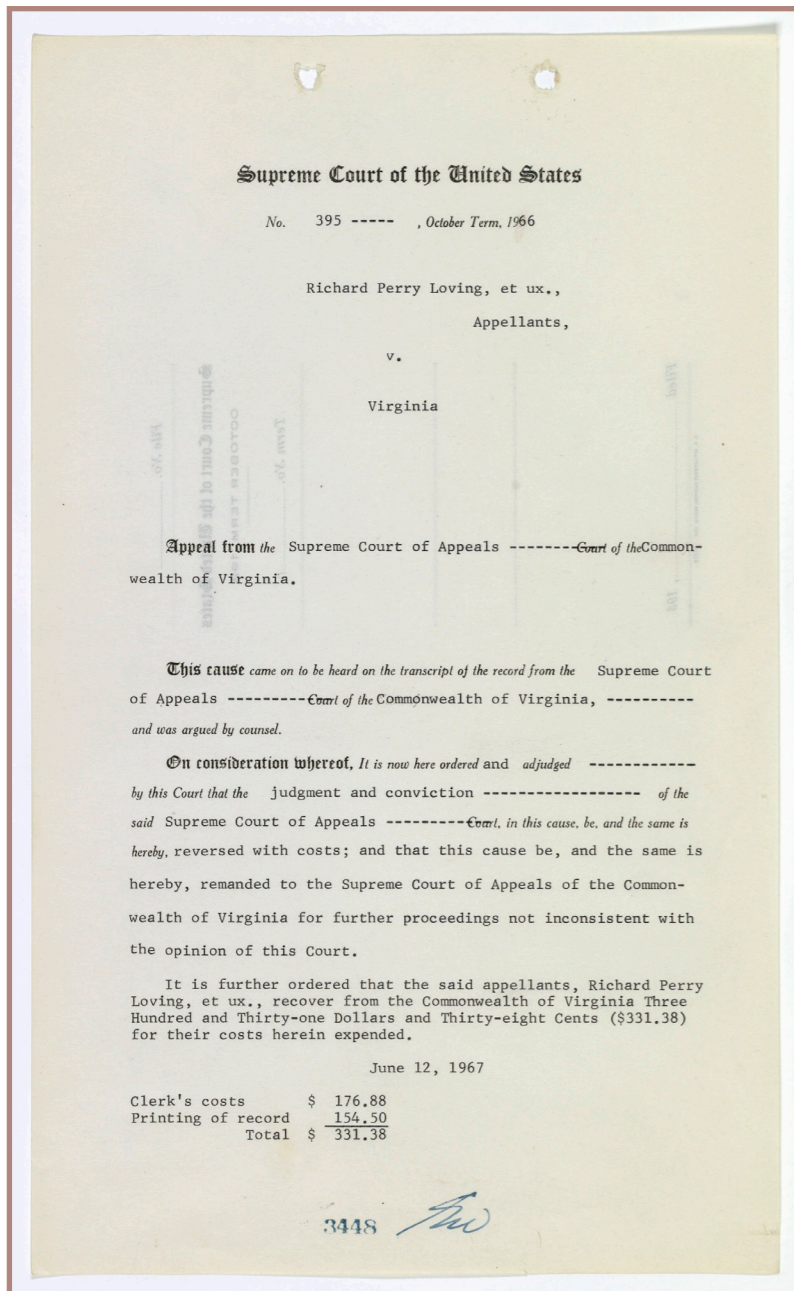 Supreme Court of the United States
No. 395 ----- , October Term, 1966
Richard Perry Loving, et ux.,
Appellants,
v.
Virginia
Appeal from the Supreme Court of Appeals --------Court of theCommon-
wealth of Virginia.
This cause came on to be heard on the transcript of the record from the Supreme Court
of Appeals ---------Court of the Commonwealth of Virginia, ----------
and was argued by counsel.
On consideration whereof, It is now here ordered and adjudged ------------
by this Court that the judgment and conviction ------------------ of the
said Supreme Court of Appeals ---------Court, in this cause, be, and the same is
hereby, reversed with costs; and that this cause be, and the same is
hereby, remanded to the Supreme Court of Appeals of the Common-
wealth of Virginia for further proceedings not inconsistent with
the opinion of this Court.
It is further ordered that the said appellants, Richard Perry
Loving, et ux., recover from the Commonwealth of Virginia Three
Hundred and Thirty-one Dollars and Thirty-eight Cents ($331.38)
for their costs herein expended.
June 12, 1967
Clerk's costs $ 176.88
Printing of record 154.50
Total $ 331.38
3448